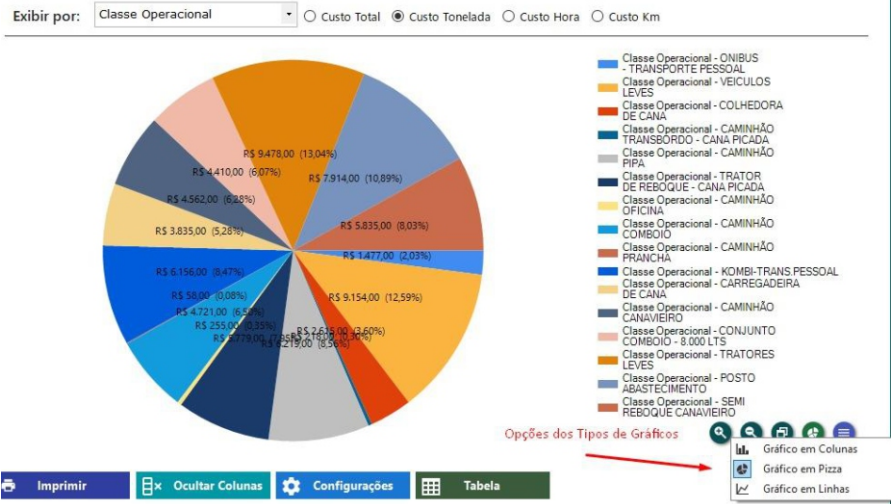 Exibir por:
Classe Operacional
Custo Total
Custo Tonelada
Custo Hora
Custo Km
R$ 9.478,00 (13,04%)
R$ 4.410,00 (6,07%)
R$ 7.914,00 (10,89%)
R$ 4.562,00 (6,28%)
R$ 3.835,00 (5,28%)
R$ 5.835,00 (8,03%)
R$ 1.477,00 (2,03%)
R$ 6.156,00 (8,47%)
R$ 58,00 (0,08%)
R$ 9.154,00 (12,59%)
R$ 4.721,00 (6,50%)
R$ 255,00 (0,35%)
R$ 2.615,00 (3,60%)
R$ 6.219,00 (8,56%)
Classe Operacional - ONIBUS
- TRANSPORTE PESSOAL
Classe Operacional - VEICULOS
LEVES
Classe Operacional - COLHEDORA
DE CANA
Classe Operacional - CAMINHÃO
TRANSBORDO - CANA PICADA
Classe Operacional - CAMINHÃO
PIPA
Classe Operacional - TRATOR
DE REBOQUE - CANA PICADA
Classe Operacional - CAMINHÃO
OFICINA
Classe Operacional - CAMINHÃO
COMBOIO
Classe Operacional - CAMINHÃO
PRANCHA
Classe Operacional - KOMBI-TRANS.PESSOAL
Classe Operacional - CARREGADEIRA
DE CANA
Classe Operacional - CAMINHÃO
CANAVIEIRO
Classe Operacional - CONJUNTO
COMBOIO - 8.000 LTS
Classe Operacional - TRATORES
LEVES
Classe Operacional - POSTO
ABASTECIMENTO
Classe Operacional - SEMI
REBOQUE CANAVIEIRO
Opções dos Tipos de Gráficos
Gráfico em Colunas
Gráfico em Pizza
Gráfico em Linhas
Imprimir
Ocultar Colunas
Configurações
Tabela